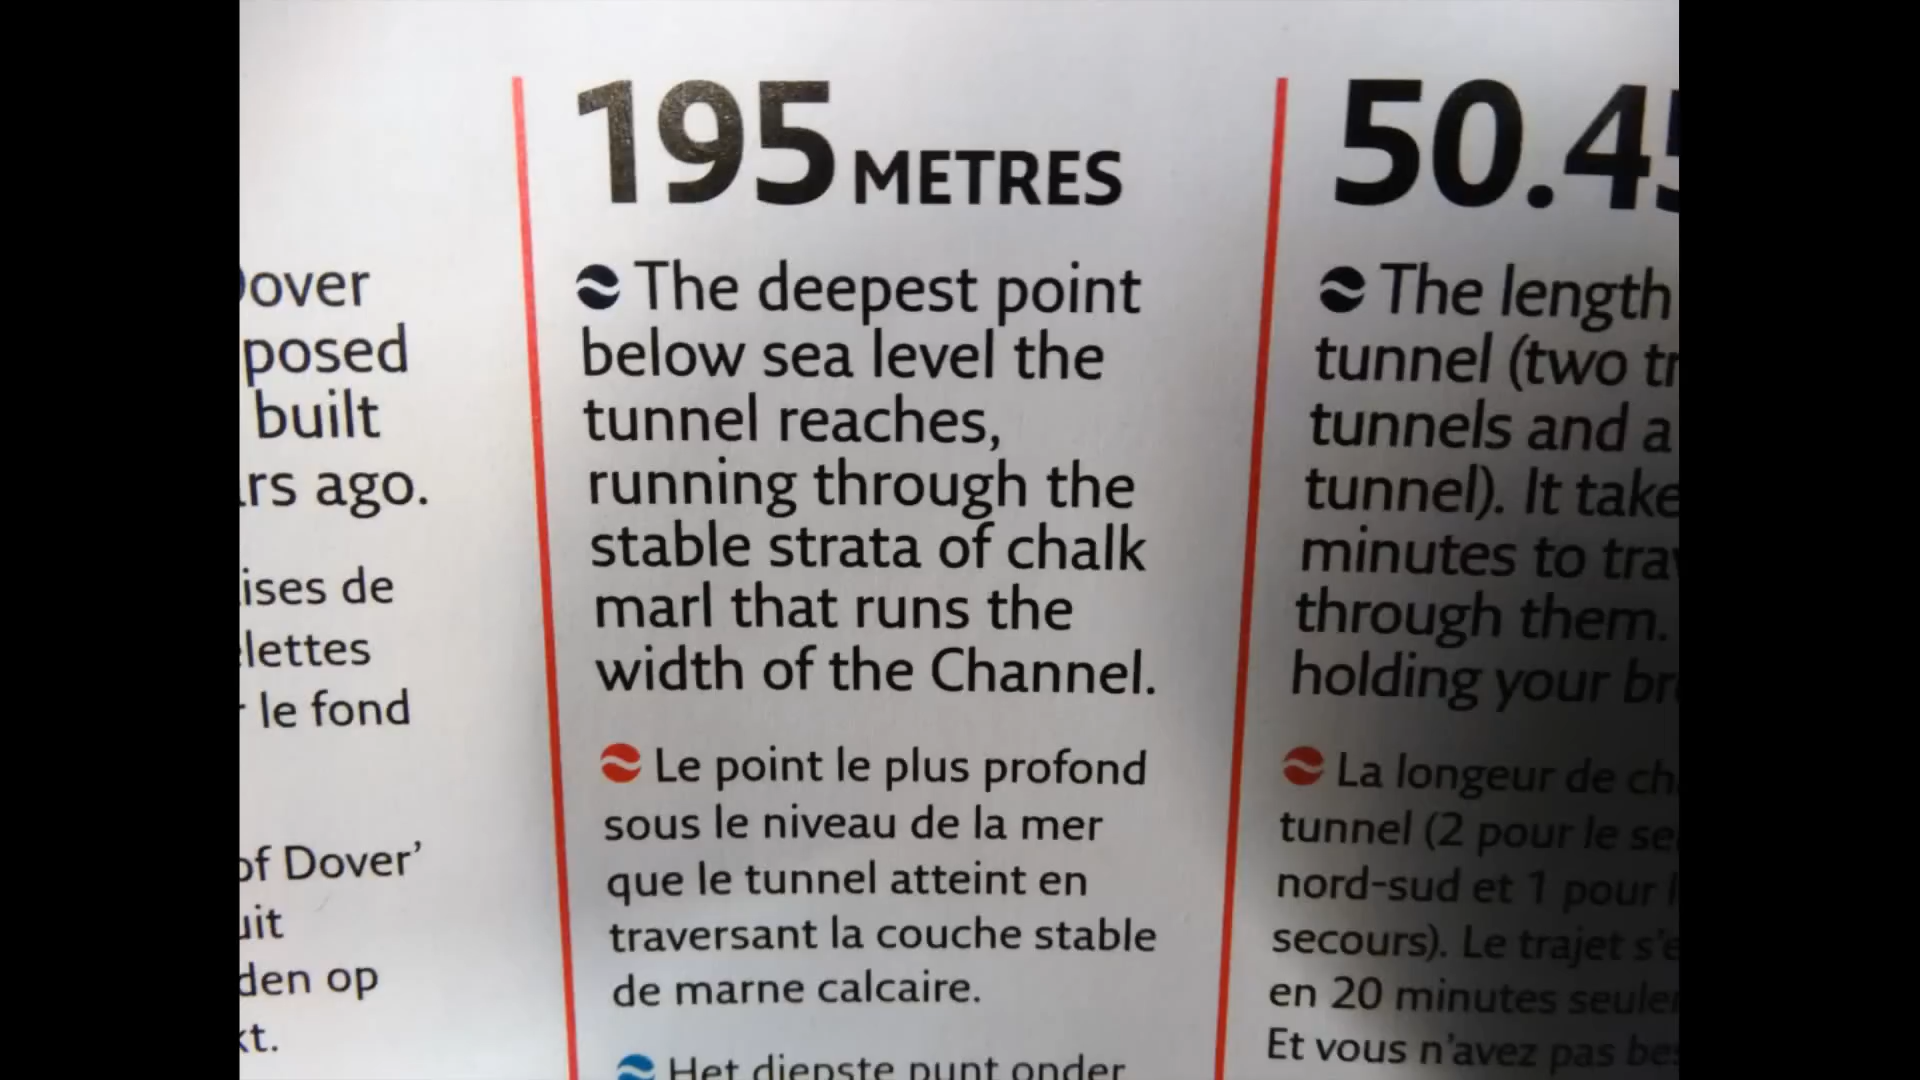 posed
built
ago.
ises de
lettes
le fond
of Dover’
den op
195 METRES
The deepest point
below sea level the
tunnel reaches,
running through the
stable strata of chalk
marl that runs the
width of the Channel.
Le point le plus profond
sous le niveau de la mer
que le tunnel atteint en
traversant la couche stable
de marne calcaire.
Het diepste punt onder
50.4
The length
tunnel (two
tunnels and a
tunnel). It take
minutes to
through them.
holding your
La longeur de
tunnel (2 pour le
nord-sud et 1 pour
secours). Le trajet
en 20 minutes
Et vous n’avez pas